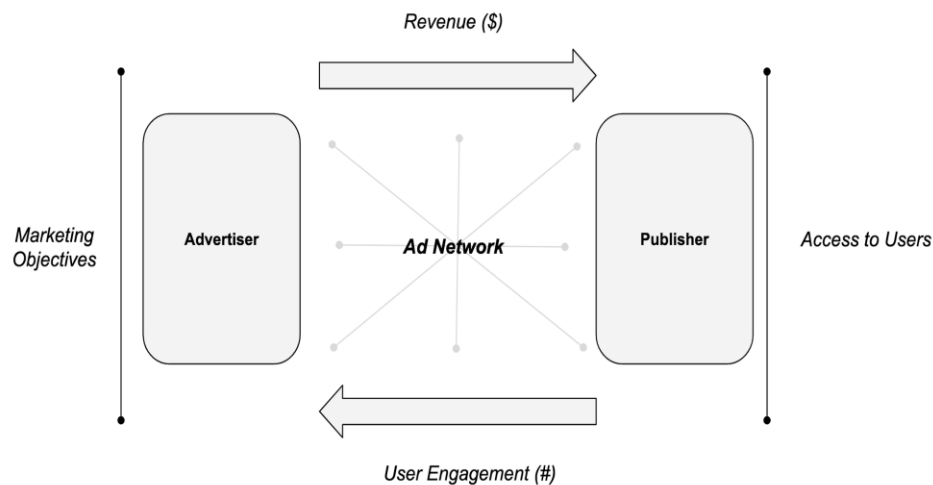 Revenue ($)
Marketing
Objectives
Advertiser
Ad Network
Publisher
Access to Users
User Engagement (#)